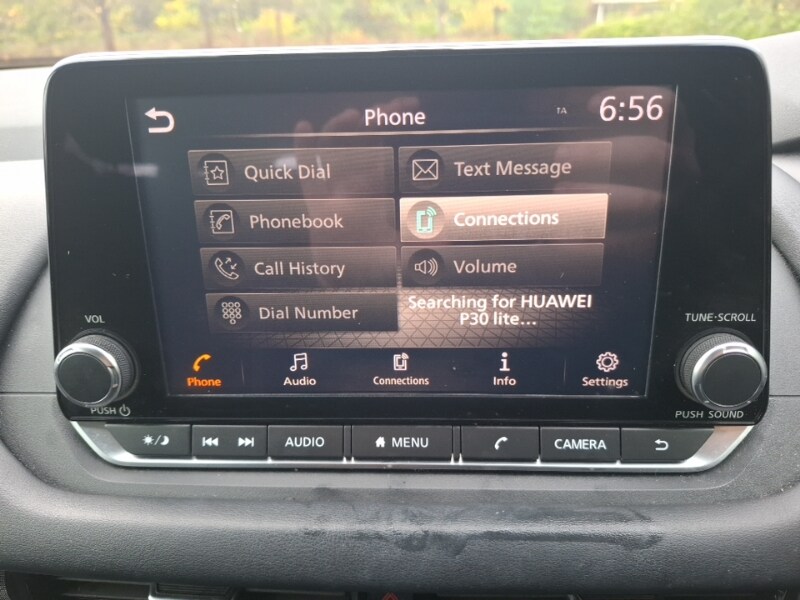 Phone TA 6:56
Quick Dial
Text Message
Phonebook
Connections
Call History
Volume
Dial Number
Searching for HUAWEI
P30 lite...
Phone
Audio
Connections
Info
Settings
VOL
PUSH
TUNE·SCROLL
PUSH SOUND
AUDIO
MENU
CAMERA